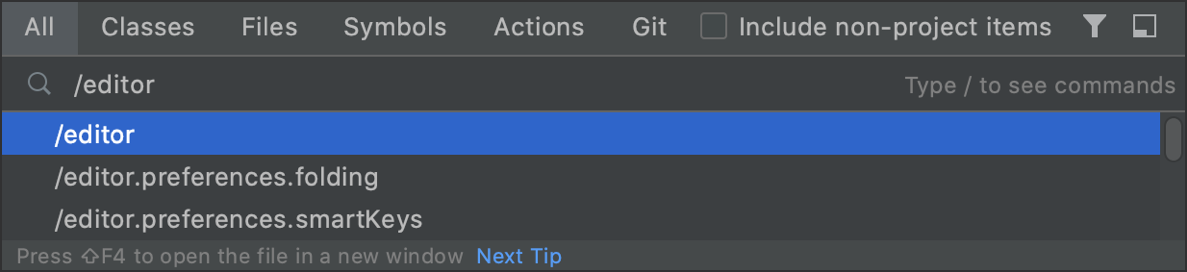 All Classes Files Symbols Actions Git Include non-project items
/editor Type / to see commands
/editor
/editor.preferences.folding
/editor.preferences.smartKeys
Press ⇧F4 to open the file in a new window Next Tip